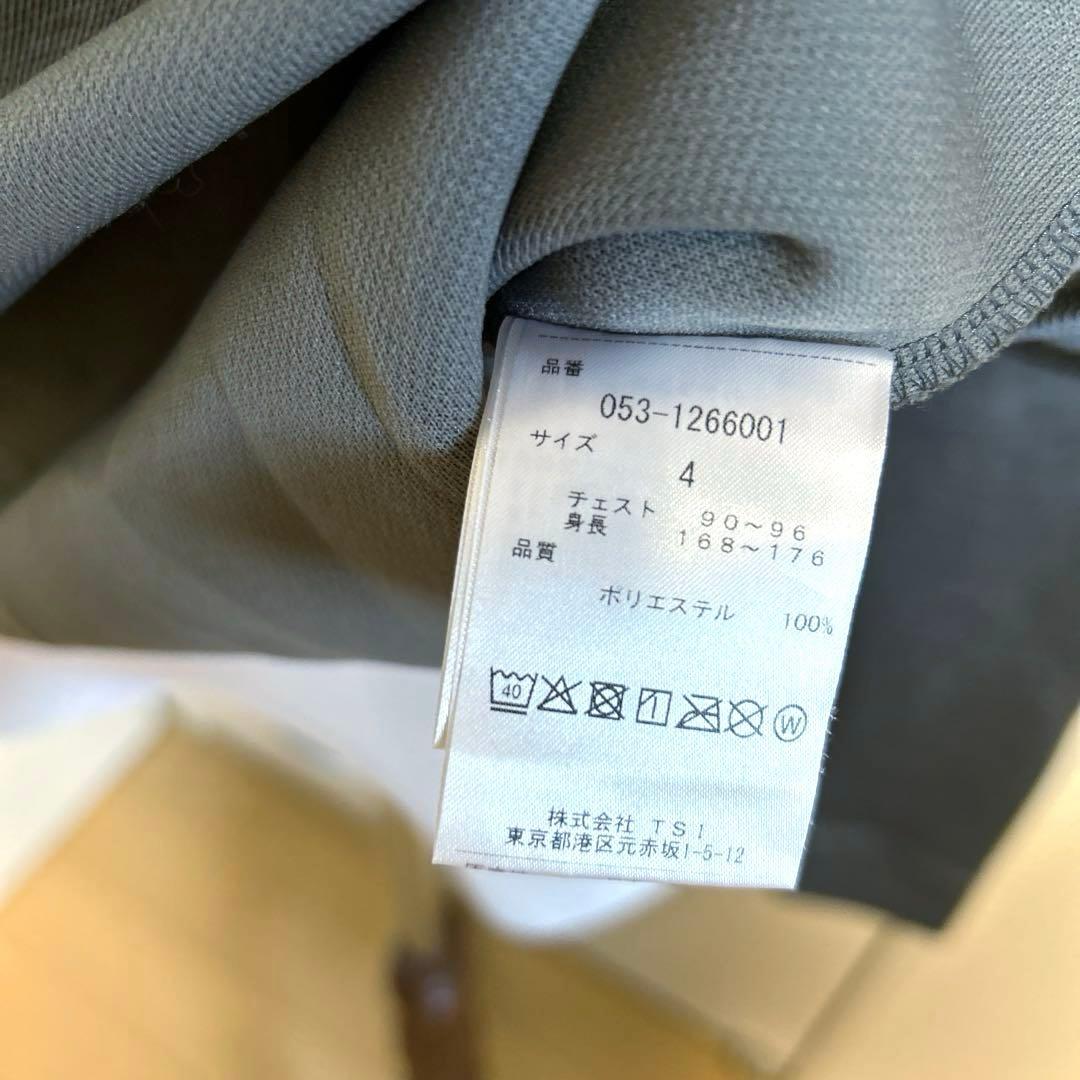 品番
053-1266001
サイズ
4
チェスト 90~96
身長 168~176
品質
ポリエステル 100%
40
W
株式会社 TSI
東京都港区元赤坂1-5-12